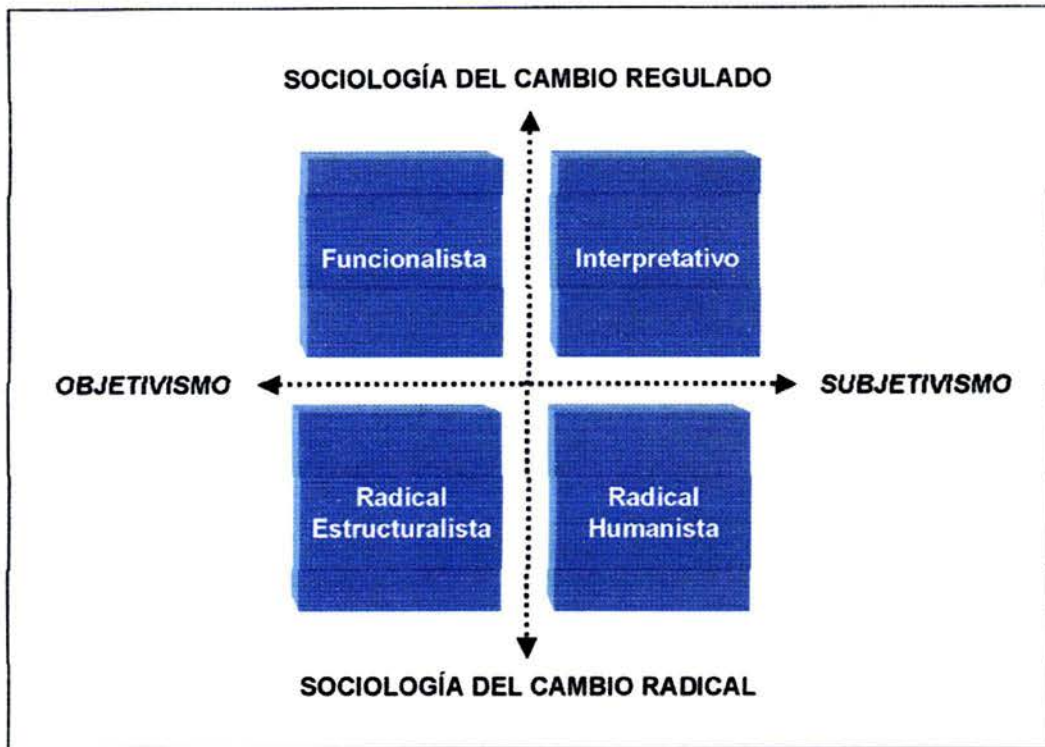 SOCIOLOGÍA DEL CAMBIO REGULADO
Funcionalista
Interpretativo
OBJETIVISMO
SUBJETIVISMO
Radical
Estructuralista
Radical
Humanista
SOCIOLOGÍA DEL CAMBIO RADICAL